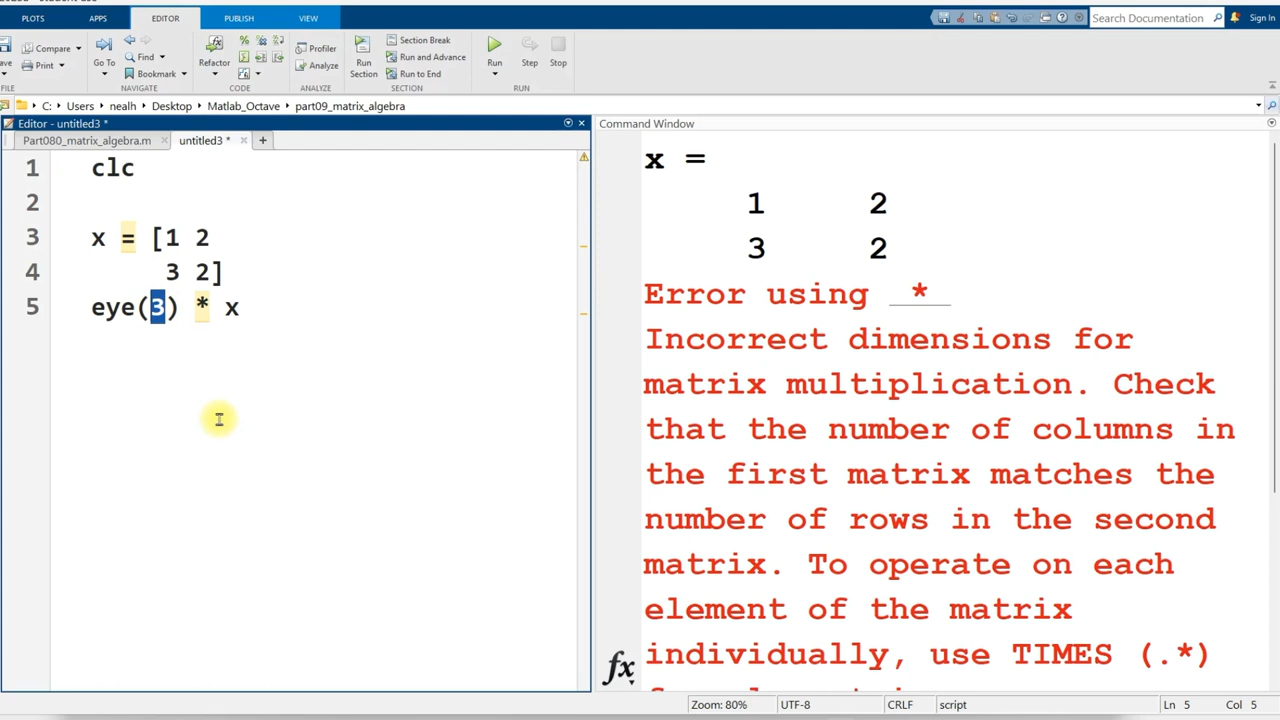 PLOTS APPS EDITOR PUBLISH VIEW
Search Documentation Sign In
Compare
Print
Go To
Find
Bookmark
Refactor
Profiler
Analyze
Run Section
Section Break
Run and Advance
Run to End
Run
Step
Stop
NAVIGATE CODE ANALYZE SECTION RUN
C: Users nealh Desktop Matlab_Octave part09_matrix_algebra
Editor - untitled3 *
Part080_matrix_algebra.m untitled3 * +
1 clc
2
3 x = [1 2
4 3 2]
5 eye(3) * x
Command Window
x =
1 2
3 2
Error using *
Incorrect dimensions for
matrix multiplication. Check
that the number of columns in
the first matrix matches the
number of rows in the second
matrix. To operate on each
element of the matrix
individually, use TIMES (.*)
fx
Zoom: 80% UTF-8 CRLF script Ln 5 Col 5